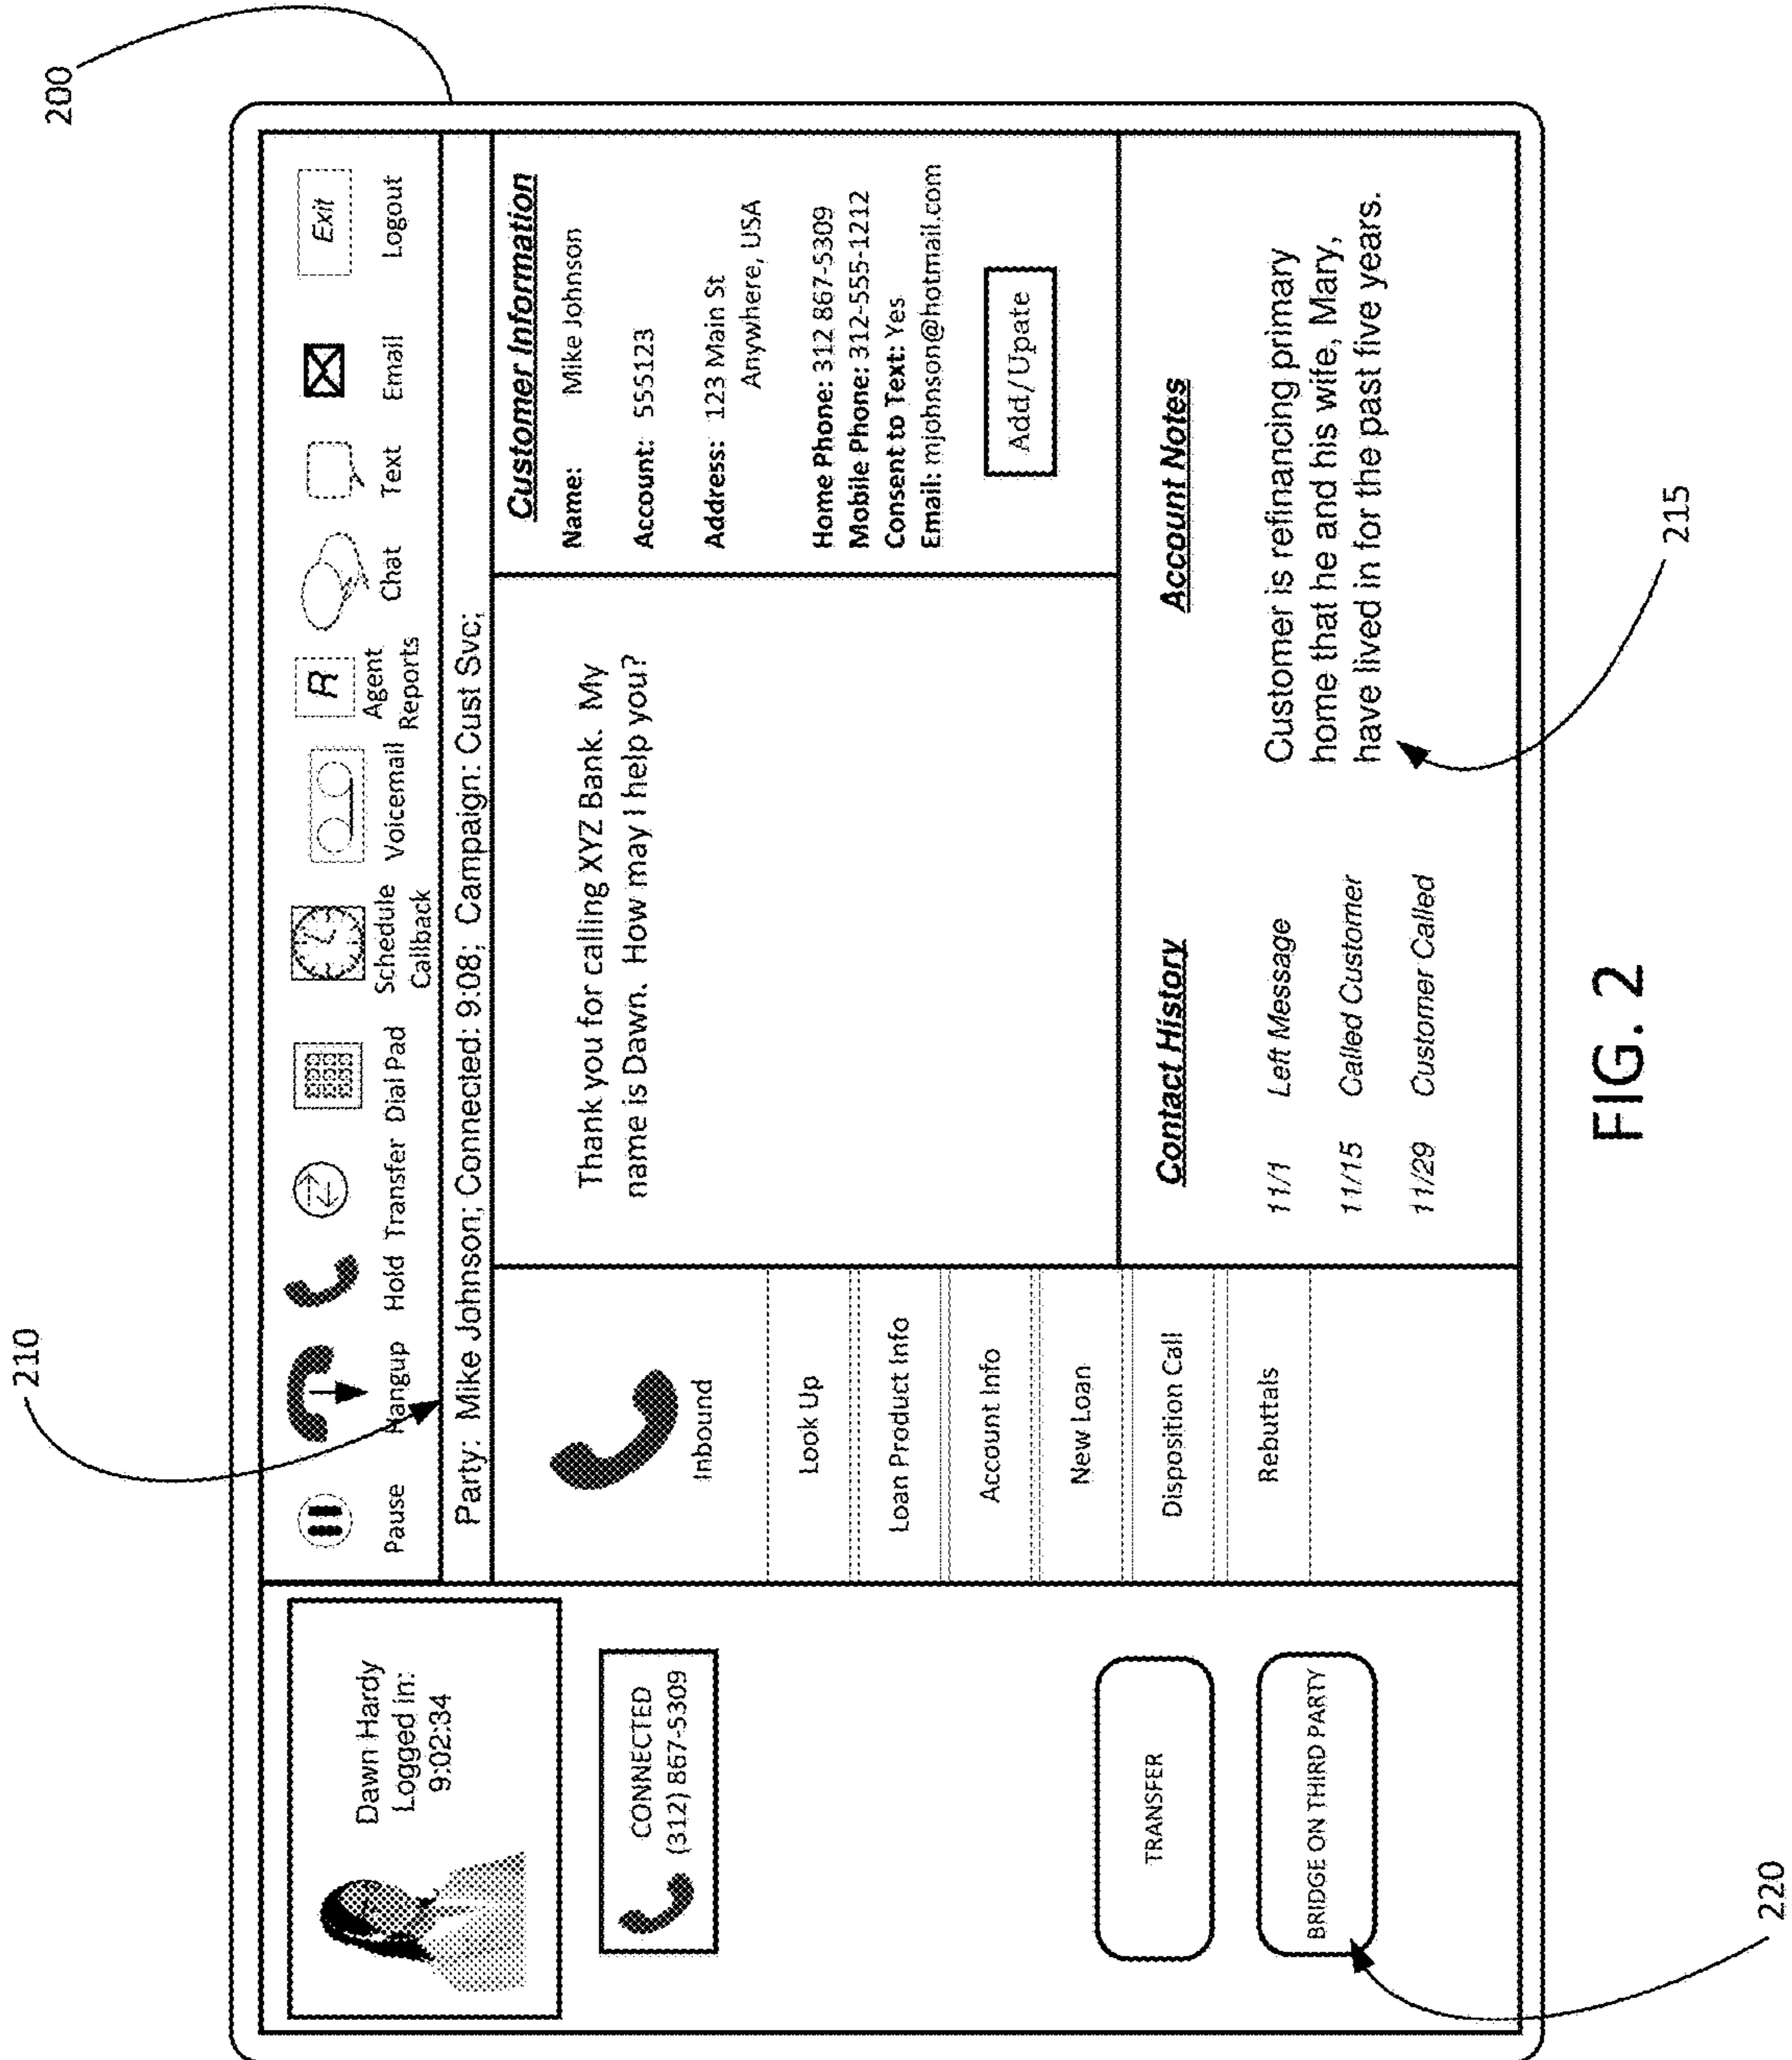 200
210
Dawn Hardy
Logged in:
9:02:34
CONNECTED
(312) 867-5309
TRANSFER
BRIDGE ON THIRD PARTY
220
Pause
Hangup
Hold
Transfer
Dial Pad
Schedule
Callback
Voicemail
R
Agent
Reports
Chat
Text
Email
Exit
Logout
Party: Mike Johnson; Connected: 9:08; Campaign: Cust Svc;
Inbound
Look Up
Loan Product Info
Account Info
New Loan
Disposition Call
Rebuttals
Thank you for calling XYZ Bank. My
name is Dawn. How may I help you?
Customer Information
Name: Mike Johnson
Account: 555123
Address: 123 Main St
Anywhere, USA
Home Phone: 312 867-5309
Mobile Phone: 312-555-1212
Consent to Text: Yes
Email: mjohnson@hotmail.com
Add/Upate
Contact History
11/1 Left Message
11/15 Called Customer
11/29 Customer Called
Account Notes
Customer is refinancing primary
home that he and his wife, Mary,
have lived in for the past five years.
215
FIG. 2